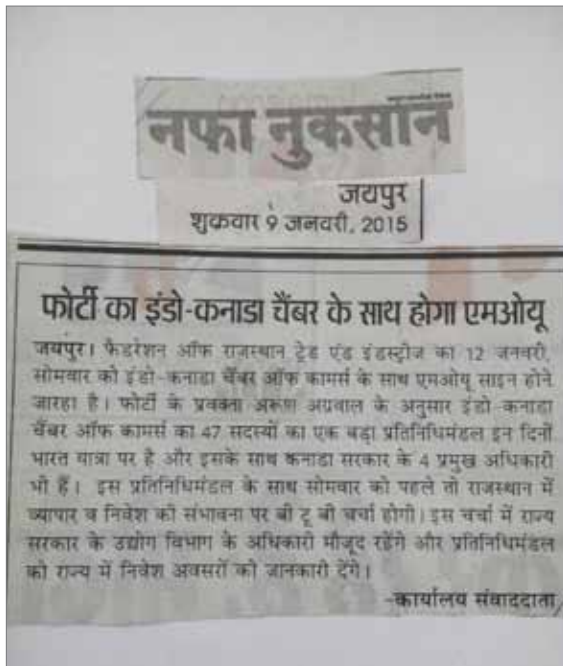 नफा नुकसान
जयपुर
शुक्रवार 9 जनवरी, 2015
फोर्टी का इंडो-कनाडा चैंबर के साथ होगा एमओयू
जयपुर। फैडरेशन ऑफ राजस्थान ट्रेड एंड इंडस्ट्रीज का 12 जनवरी,
सोमवार को इंडो-कनाडा चैंबर ऑफ कामर्स के साथ एमओयू साइन होने
जारहा है। फोर्टी के प्रवक्ता अरूण अग्रवाल के अनुसार इंडो-कनाडा
चैंबर ऑफ कामर्स का 47 सदस्यों का एक बड़ा प्रतिनिधिमंडल इन दिनों
भारत यात्रा पर है और इसके साथ कनाडा सरकार के 4 प्रमुख अधिकारी
भी हैं। इस प्रतिनिधिमंडल के साथ सोमवार को पहले तो राजस्थान में
व्यापार व निवेश की संभावना पर बी टू बी चर्चा होगी। इस चर्चा में राज्य
सरकार के उद्योग विभाग के अधिकारी मौजूद रहेंगे और प्रतिनिधिमंडल
को राज्य में निवेश अवसरों की जानकारी देंगे।
-कार्यालय संवाददाता